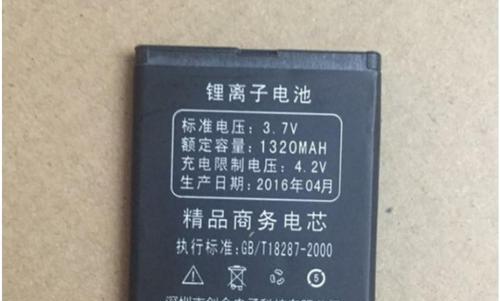 锂离子电池
标准电压: 3.7V
额定容量: 1320MAH
充电限制电压: 4.2V
生产日期: 2016年04月
精品商务电芯
执行标准:GB/T18287-2000
5